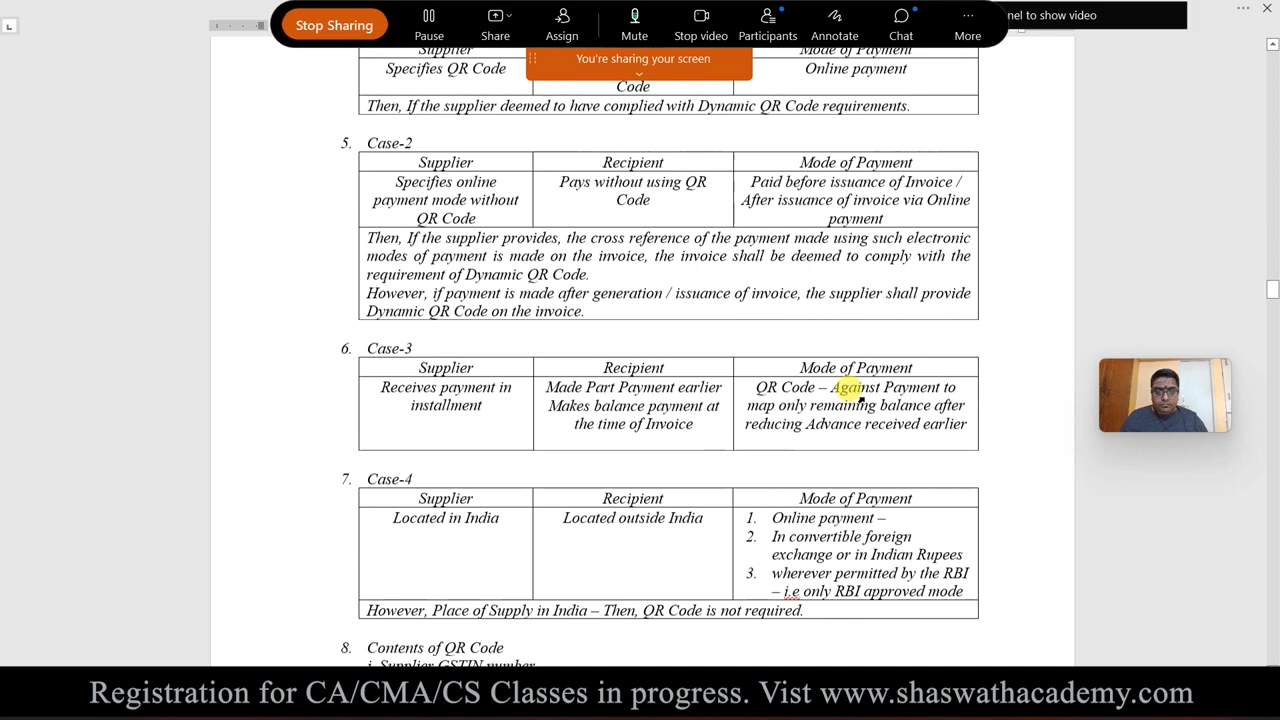 Stop Sharing
Pause
Share
Assign
Mute
Stop video
Participants
Annotate
Chat
More
nel to show video
You're sharing your screen
Supplier
Mode of Payment
Specifies QR Code
Online payment
Code
Then, If the supplier deemed to have complied with Dynamic QR Code requirements.
5. Case-2
Supplier Recipient Mode of Payment
Specifies online Pays without using QR Paid before issuance of Invoice /
payment mode without Code After issuance of invoice via Online
QR Code payment
Then, If the supplier provides, the cross reference of the payment made using such electronic
modes of payment is made on the invoice, the invoice shall be deemed to comply with the
requirement of Dynamic QR Code.
However, if payment is made after generation / issuance of invoice, the supplier shall provide
Dynamic QR Code on the invoice.
6. Case-3
Supplier Recipient Mode of Payment
Receives payment in Made Part Payment earlier QR Code – Against Payment to
installment Makes balance payment at map only remaining balance after
the time of Invoice reducing Advance received earlier
7. Case-4
Supplier Recipient Mode of Payment
Located in India Located outside India 1. Online payment –
2. In convertible foreign
exchange or in Indian Rupees
3. wherever permitted by the RBI
– i.e only RBI approved mode
However, Place of Supply in India – Then, QR Code is not required.
8. Contents of QR Code
i. Supplier GSTIN number
Registration for CA/CMA/CS Classes in progress. Vist www.shaswathacademy.com